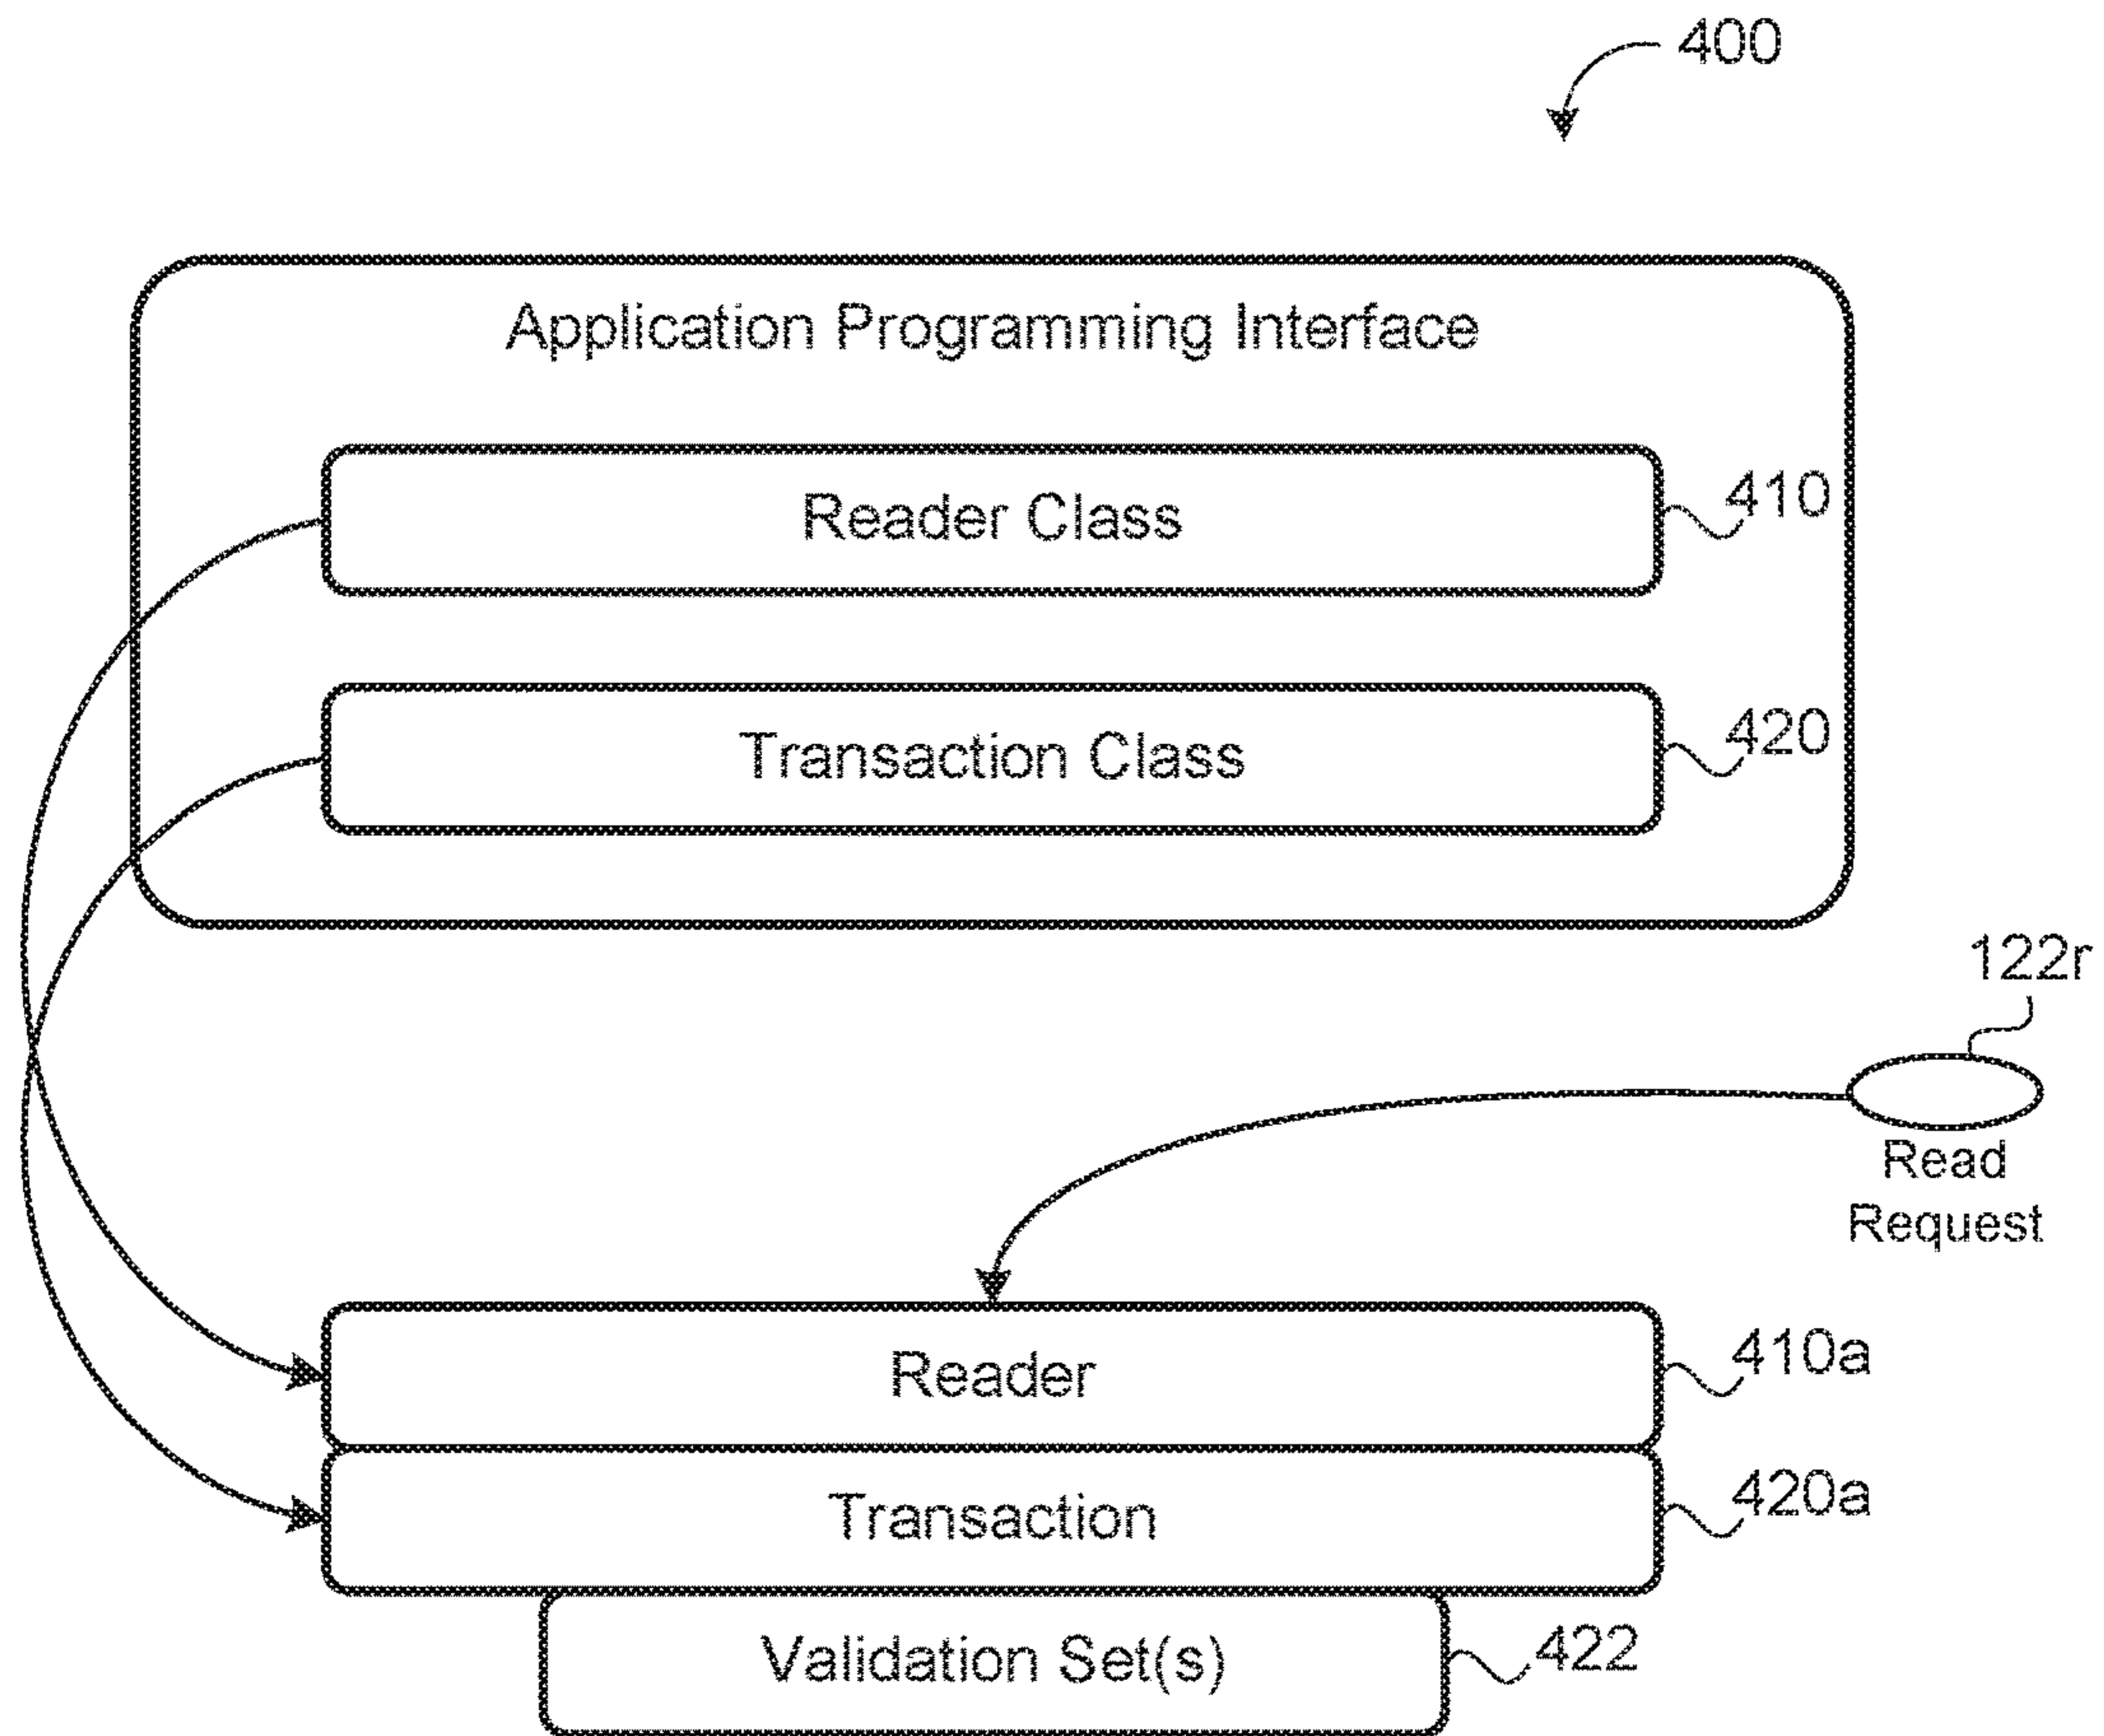 400
Application Programming Interface
Reader Class
410
Transaction Class
420
122r
Read
Request
Reader
410a
Transaction
420a
Validation Set(s)
422